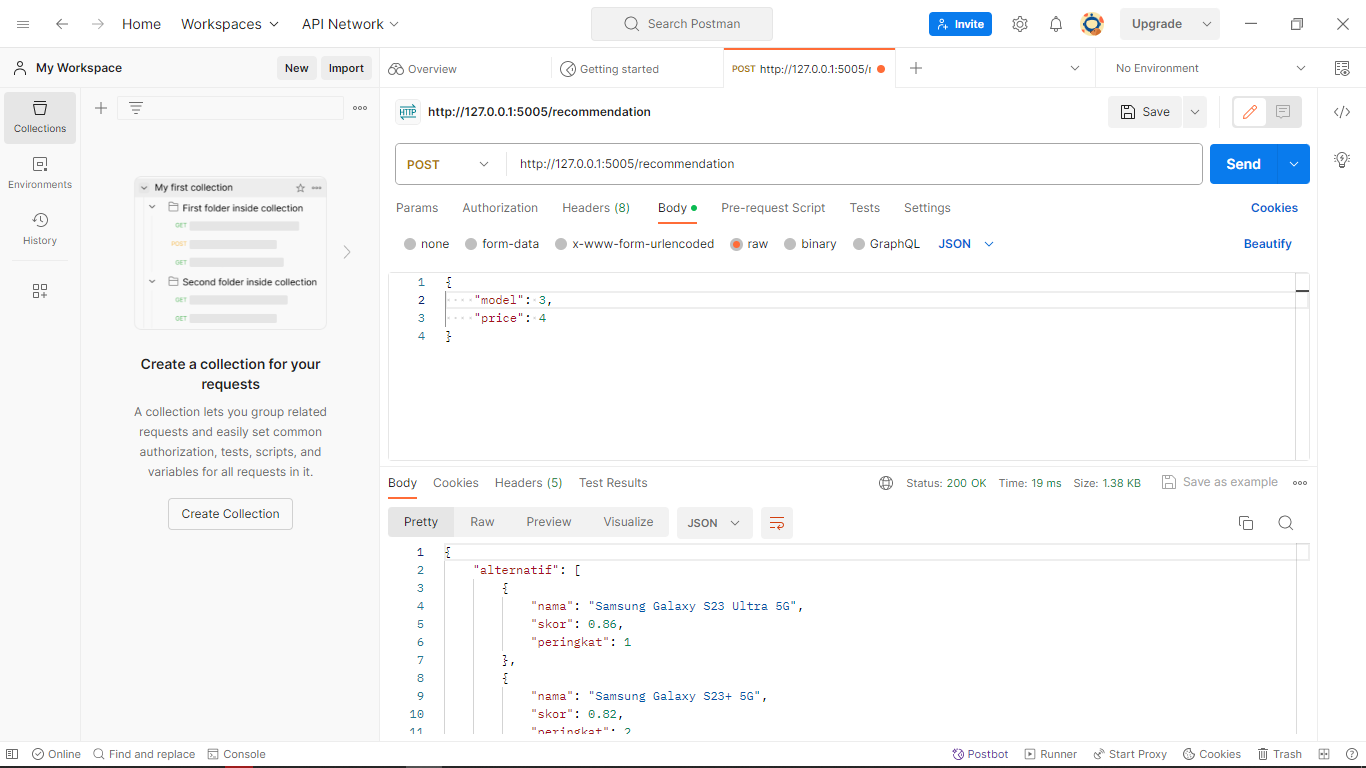 Home Workspaces API Network Search Postman Invite Upgrade
My Workspace New Import Overview Getting started POST http://127.0.0.1:5005/ No Environment
Collections
Environments
History
My first collection
First folder inside collection
GET
POST
GET
Second folder inside collection
GET
GET
Create a collection for your
requests
A collection lets you group related
requests and easily set common
authorization, tests, scripts, and
variables for all requests in it.
Create Collection
HTTP http://127.0.0.1:5005/recommendation Save
POST http://127.0.0.1:5005/recommendation Send
Params Authorization Headers (8) Body Pre-request Script Tests Settings Cookies
none form-data x-www-form-urlencoded raw binary GraphQL JSON Beautify
1 {
2 "model": 3,
3 "price": 4
4 }
Body Cookies Headers (5) Test Results Status: 200 OK Time: 19 ms Size: 1.38 KB Save as example
Pretty Raw Preview Visualize JSON
1 {
2 "alternatif": [
3 {
4 "nama": "Samsung Galaxy S23 Ultra 5G",
5 "skor": 0.86,
6 "peringkat": 1
7 },
8 {
9 "nama": "Samsung Galaxy S23+ 5G",
10 "skor": 0.82,
11 "peringkat": 2
Online Find and replace Console Postbot Runner Start Proxy Cookies Trash